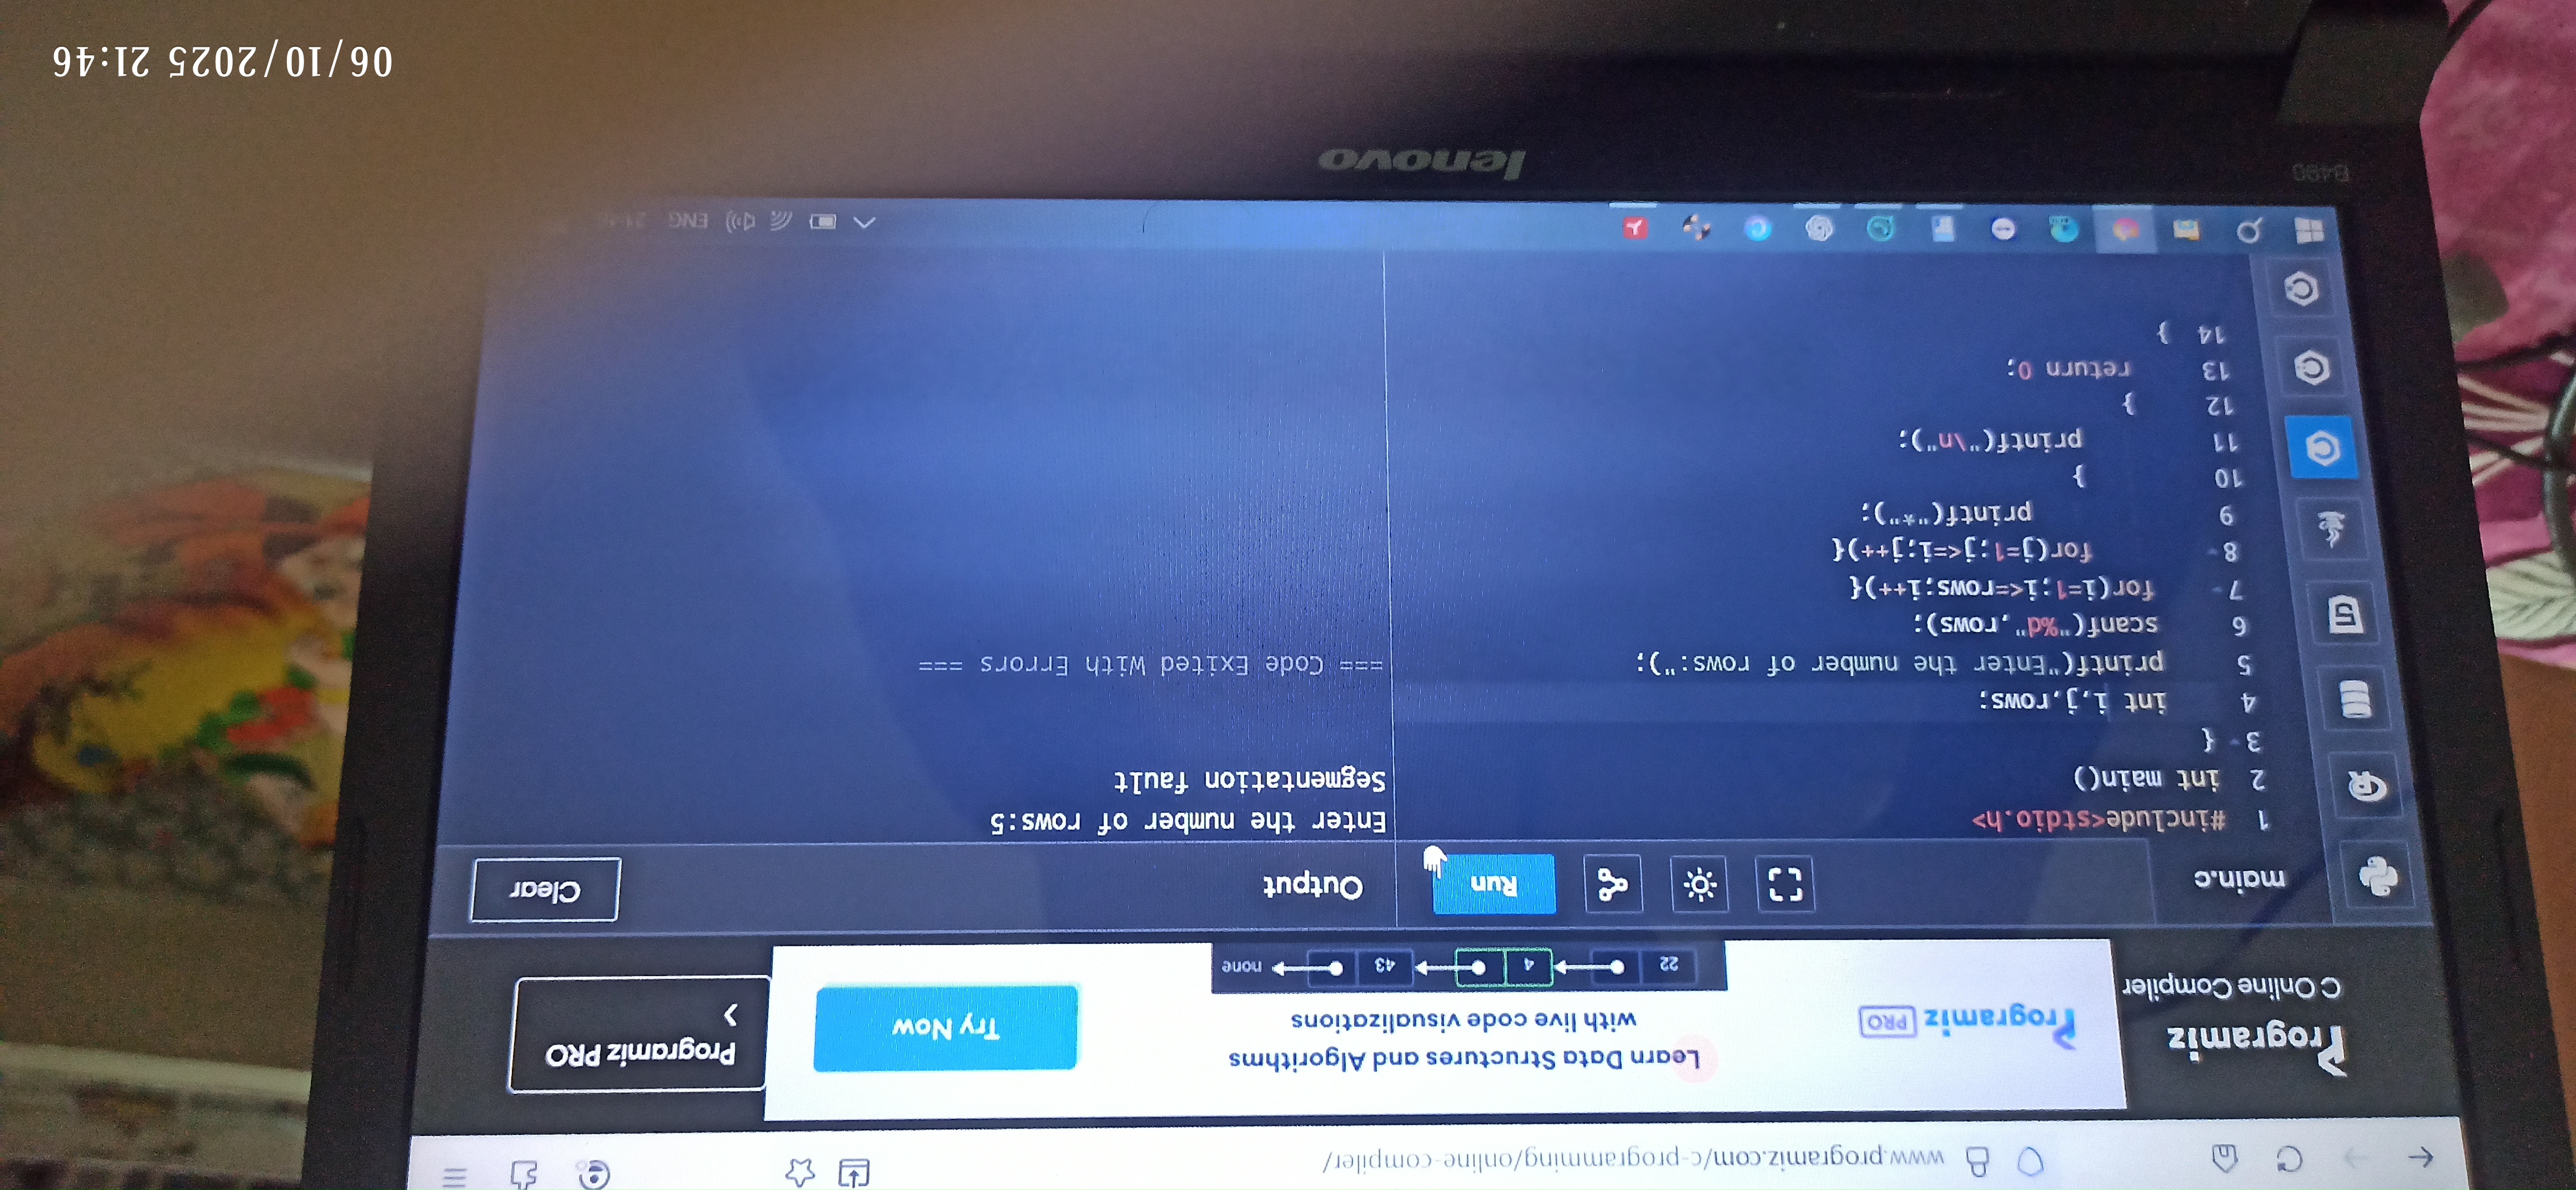 www.programiz.com/c-programming/online-compiler/
Programiz
C Online Compiler
Programiz PRO
Learn Data Structures and Algorithms
with live code visualizations
22 4 43 none
Try Now
Programiz PRO
main.c
Run
Output
Clear
1 #include<stdio.h>
2 int main()
3 {
4 int i,j,rows;
5 printf("Enter the number of rows:");
6 scanf("%d",rows);
7 for(i=1;i<=rows;i++){
8 for(j=1;j<=i;j++){
9 printf("*");
10 }
11 printf("\n");
12 }
13 return 0;
14 }
Enter the number of rows:5
Segmentation fault
=== Code Exited With Errors ===
ENG
B490
lenovo
06/10/2025 21:46